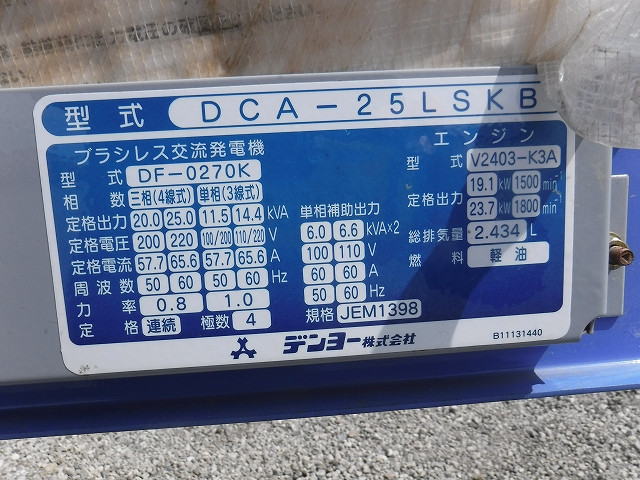 型式 DCA-25LSKB
ブラシレス交流発電機
型式 DF-0270K
相数 三相(4線式) 単相(3線式)
定格出力 20.0 25.0 11.5 14.4 kVA
定格電圧 200 220 100/200 110/220 V
定格電流 57.7 65.6 57.7 65.6 A
周波数 50 60 50 60 Hz
力率 0.8 1.0
定格 連続 極数 4
単相補助出力
6.0 6.6 kVA×2
100 110 V
60 60 A
50 60 Hz
規格 JEM1398
エンジン
型式 V2403-K3A
定格出力 19.1 kW 1500 min⁻¹
23.7 kW 1800 min⁻¹
総排気量 2.434 L
燃料 軽油
デンヨー株式会社
B11131440